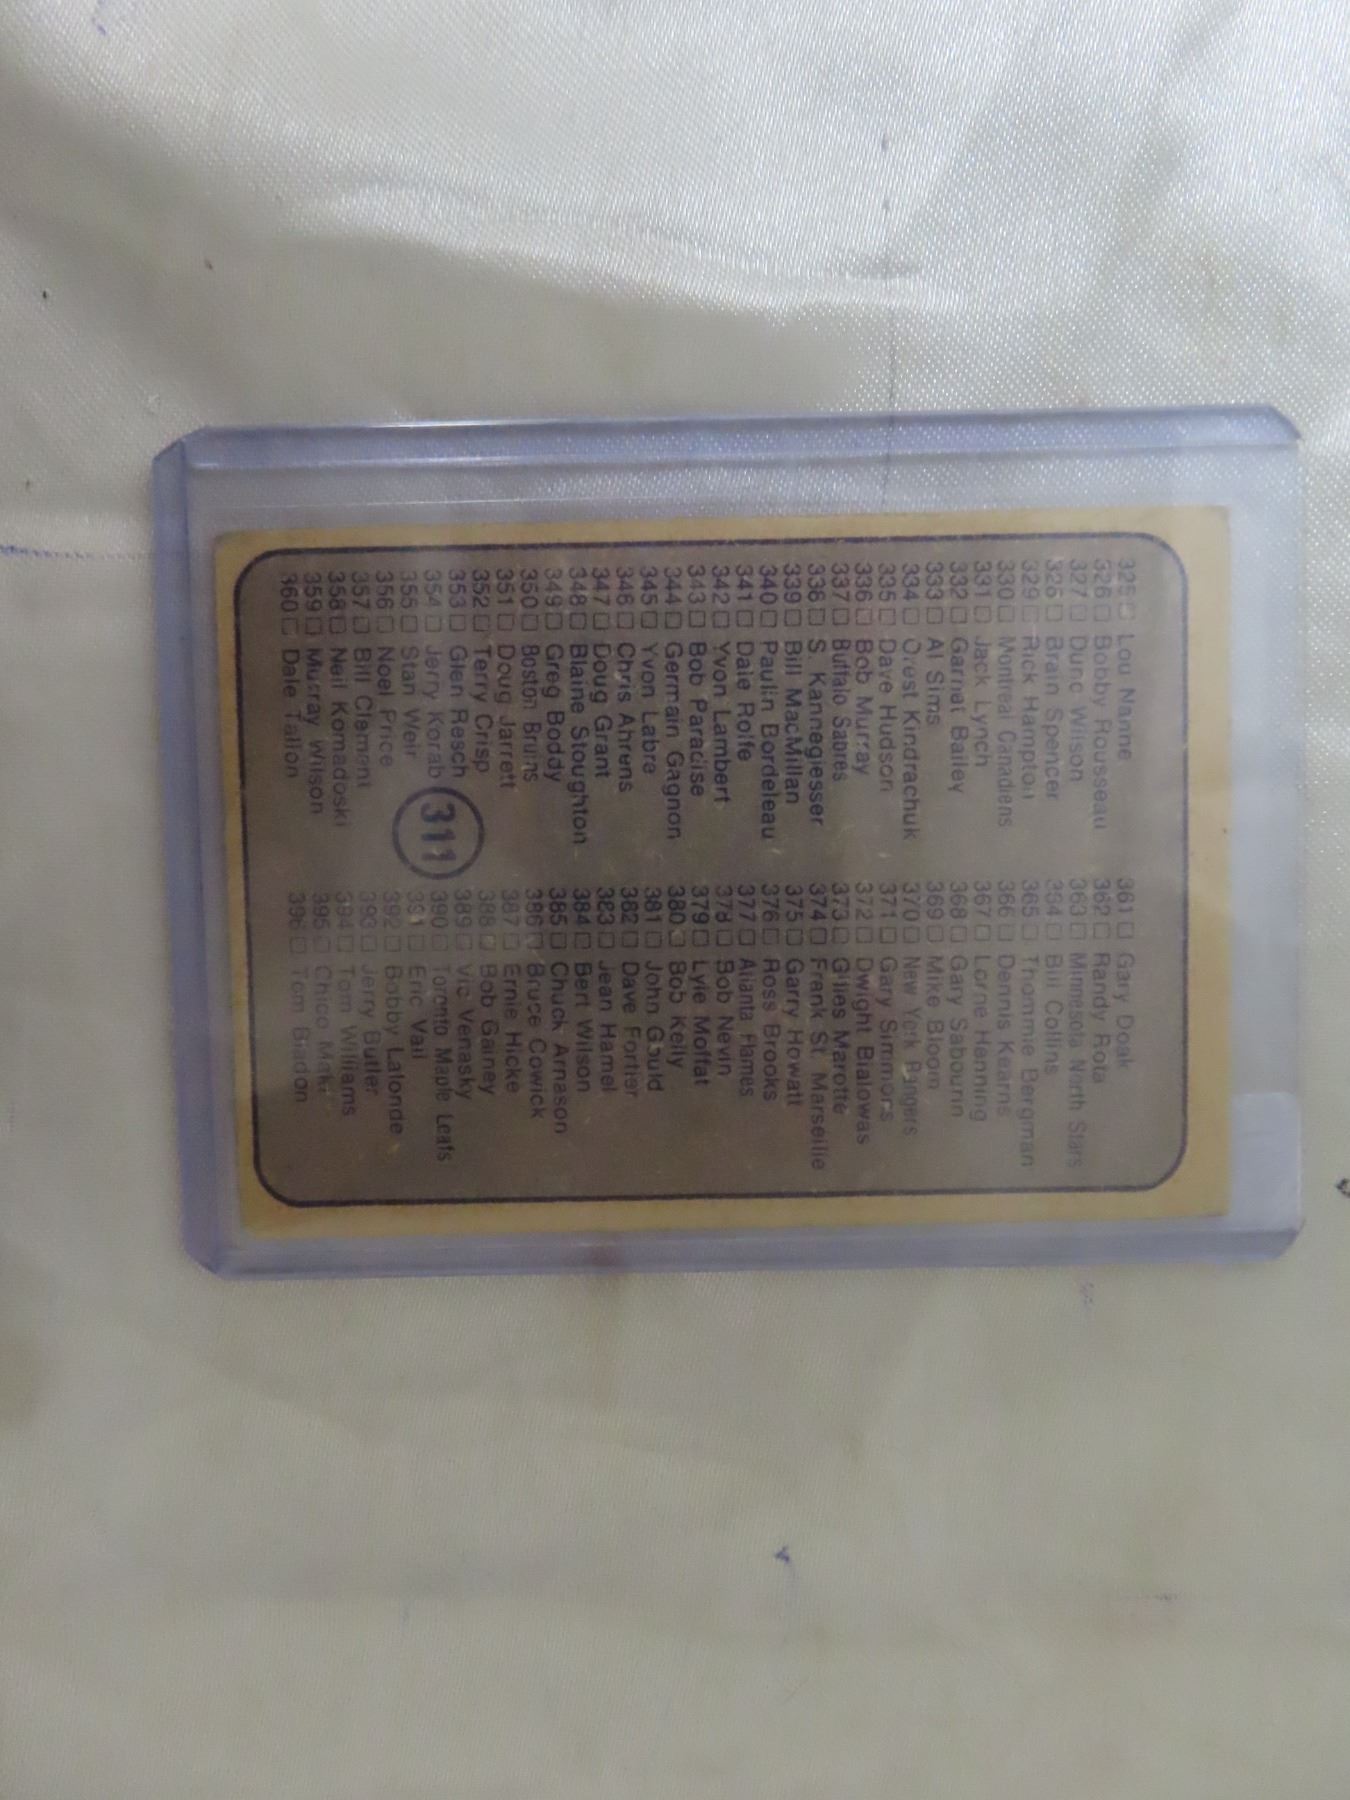 325 Lou Nanne
326 Bobby Rousseau
327 Dunc Wilson
328 Brain Spencer
329 Rick Hampton
330 Montreal Canadiens
331 Jack Lynch
332 Garnet Bailey
333 Al Sims
334 Orest Kindrachuk
335 Dave Hudson
336 Bob Murray
337 Buffalo Sabres
338 S. Kannegiesser
339 Bill MacMillan
340 Paulin Bordeleau
341 Dale Rolfe
342 Yvon Lambert
343 Bob Paradise
344 Germain Gagnon
345 Yvon Labre
346 Chris Ahrens
347 Doug Grant
348 Blaine Stoughton
349 Greg Boddy
350 Boston Bruins
351 Doug Jarrett
352 Terry Crisp
353 Glen Resch
354 Jerry Korab
355 Stan Weir
356 Noel Price
357 Bill Clement
358 Neil Komadoski
359 Murray Wilson
360 Dale Tallon
311
361 Gary Doak
362 Randy Rota
363 Minnesota North Stars
364 Bill Collins
365 Thommie Bergman
366 Dennis Kearns
367 Lorne Henning
368 Gary Sabourin
369 Mike Bloom
370 New York Rangers
371 Gary Simmons
372 Dwight Bialowas
373 Gilles Marotte
374 Frank St. Marseille
375 Garry Howatt
376 Ross Brooks
377 Atlanta Flames
378 Bob Nevin
379 Lyle Moffat
380 Bob Kelly
381 John Gould
382 Dave Fortier
383 Jean Hamel
384 Bert Wilson
385 Chuck Arnason
386 Bruce Cowick
387 Ernie Hicke
388 Bob Gainey
389 Vic Venasky
390 Toronto Maple Leafs
391 Eric Vail
392 Bobby Lalonde
393 Jerry Butler
394 Tom Williams
395 Chico Maki
396 Tom Bladon